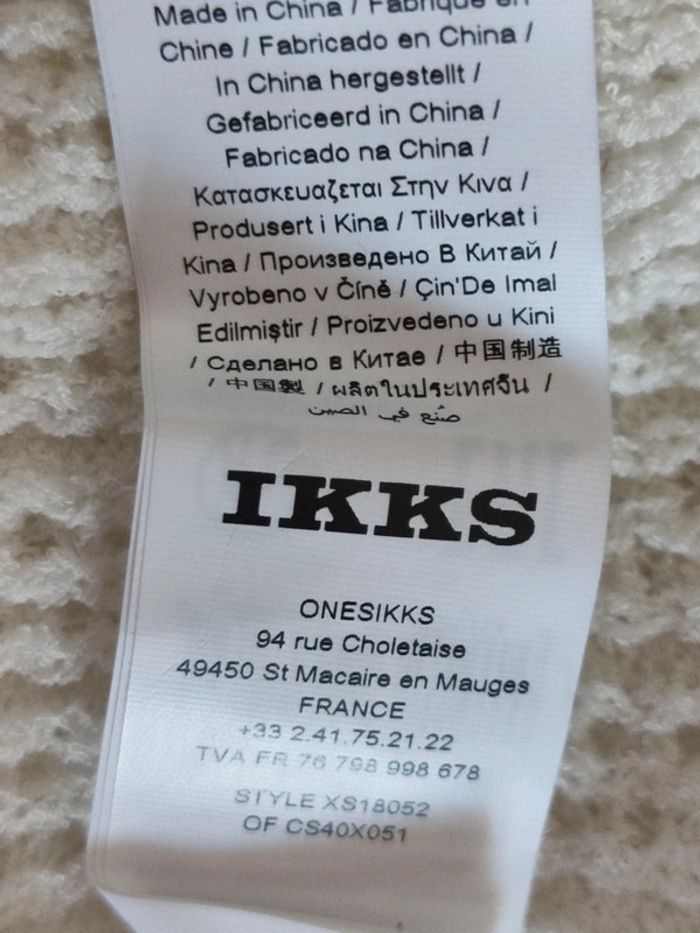 Made in China / Fabriqué en
Chine / Fabricado en China /
In China hergestellt /
Gefabriceerd in China /
Fabricado na China /
Κατασκευαζεται Στην Κινα /
Produsert i Kina / Tillverkat i
Kina / Произведено В Китай /
Vyrobeno v Číně / Çin'De Imal
Edilmiştir / Proizvedeno u Kini
/ Сделано в Китае / 中国制造
/ 中国製 / ผลิตในประเทศจีน /
صُنع في الصين
IKKS
ONESIKKS
94 rue Choletaise
49450 St Macaire en Mauges
FRANCE
+33 2.41.75.21.22
TVA FR 76 798 998 678
STYLE XS18052
OF CS40X051